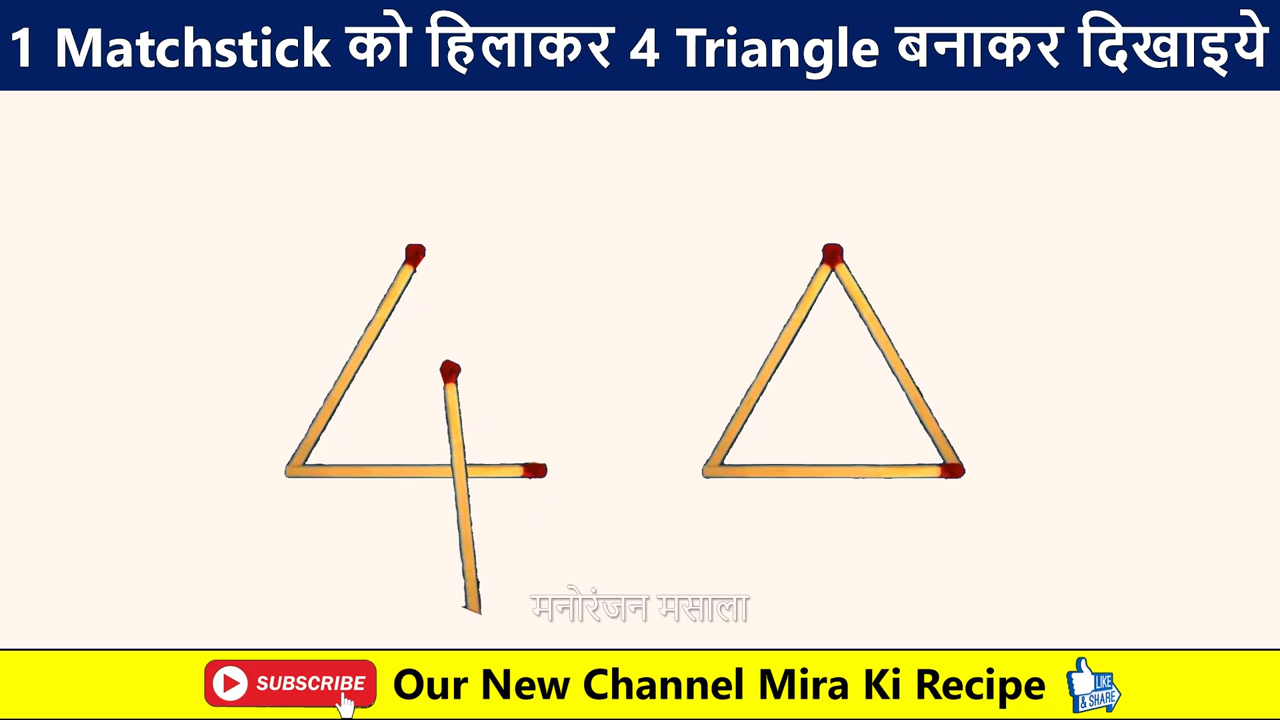 1 Matchstick को हिलाकर 4 Triangle बनाकर दिखाइये
मनोरंजन मसाला
SUBSCRIBE
Our New Channel Mira Ki Recipe
LIKE
& SHARE